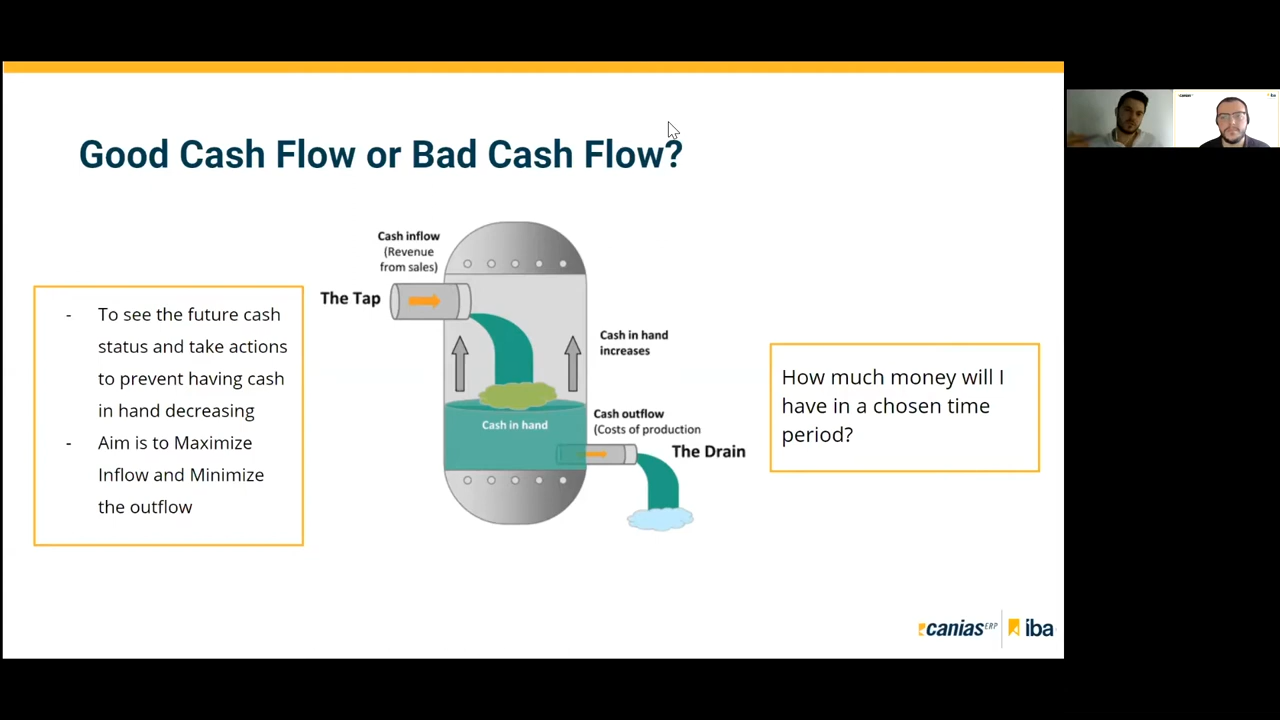 Good Cash Flow or Bad Cash Flow?
Cash inflow
(Revenue
from sales)
The Tap
- To see the future cash
status and take actions
to prevent having cash
in hand decreasing
- Aim is to Maximize
Inflow and Minimize
the outflow
Cash in hand
increases
Cash in hand
Cash outflow
(Costs of production
The Drain
How much money will I
have in a chosen time
period?
canias ERP
iba
canias
iba